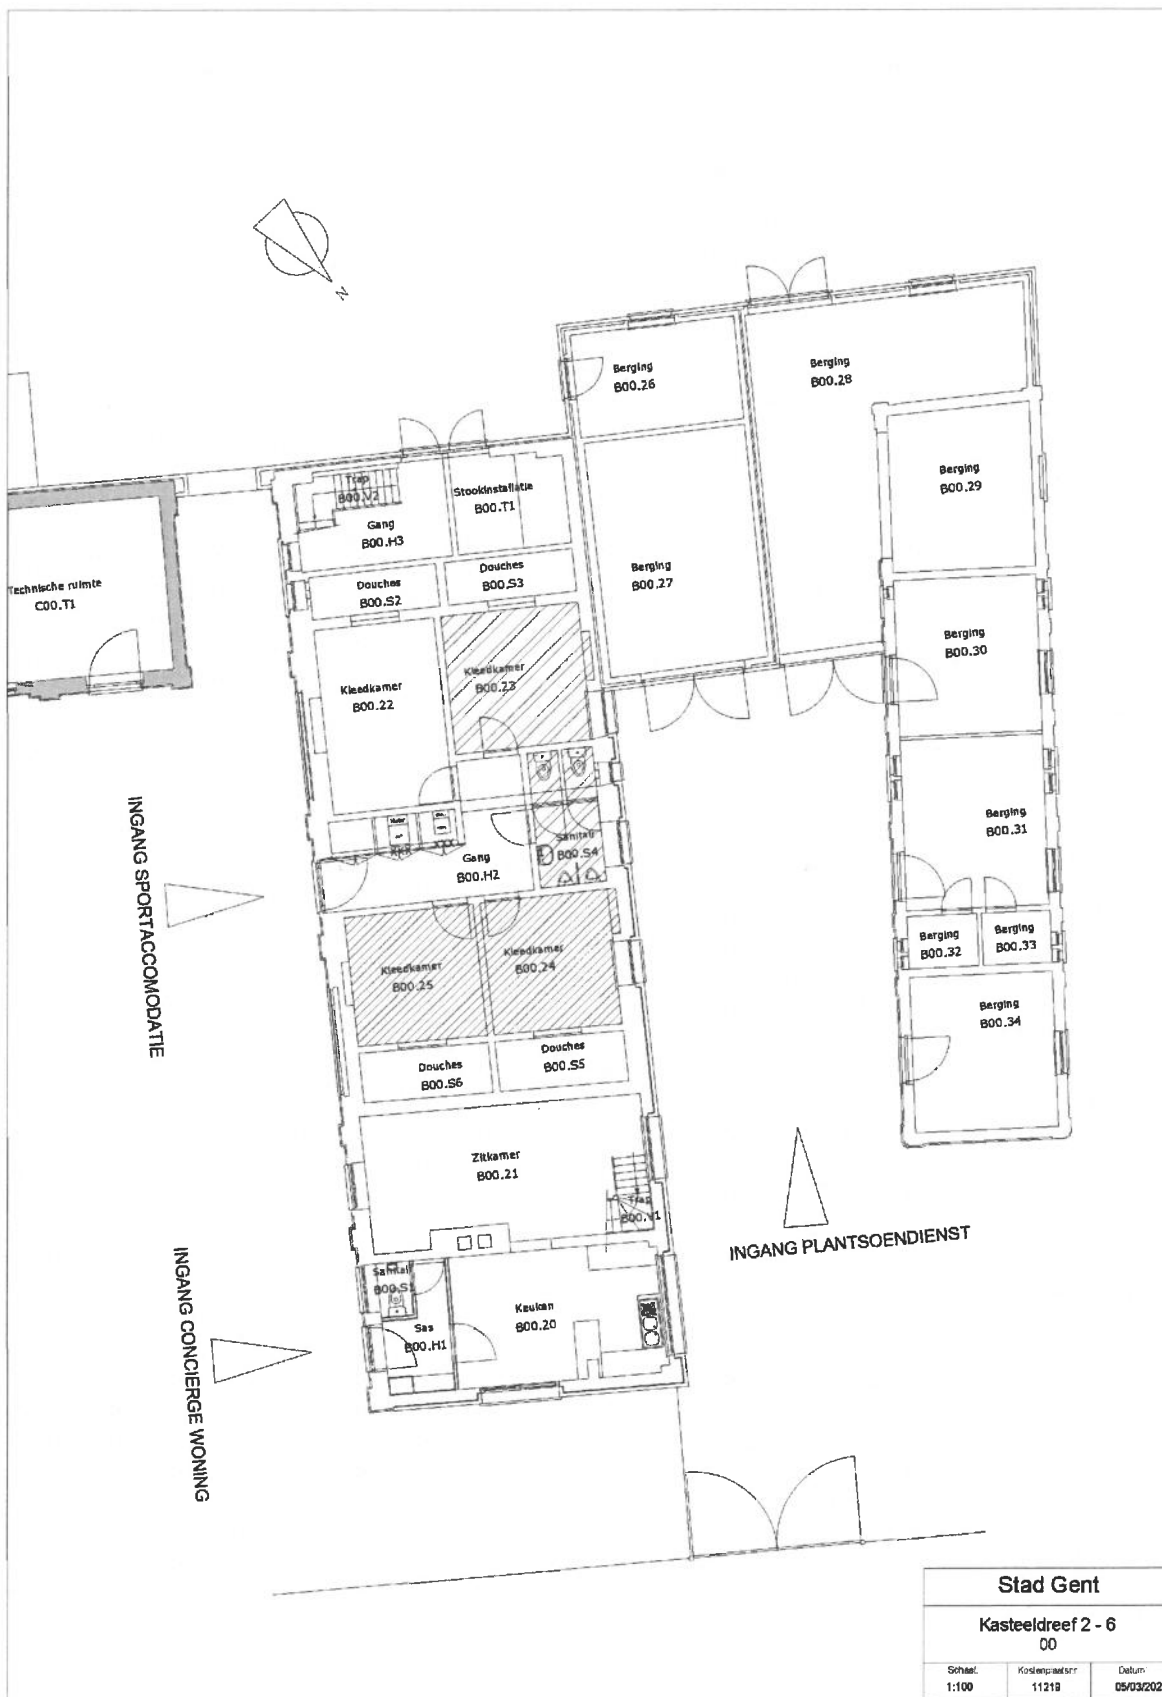 N
Berging
B00.26
Berging
B00.28
Berging
B00.29
Trap
B00.V2
Stookinstallatie
B00.T1
Gang
B00.H3
Technische ruimte
C00.T1
Douches
B00.S2
Douches
B00.S3
Berging
B00.27
Berging
B00.30
Kleedkamer
B00.22
Kleedkamer
B00.23
Berging
B00.31
Gang
B00.H2
Sanitair
B00.S4
INGANG SPORTACCOMODATIE
Kleedkamer
B00.25
Kleedkamer
B00.24
Berging
B00.32
Berging
B00.33
Berging
B00.34
Douches
B00.S6
Douches
B00.S5
Zitkamer
B00.21
Trap
B00.V1
INGANG PLANTSOENDIENST
INGANG CONCIERGE WONING
Sanitair
B00.S1
Sas
B00.H1
Keuken
B00.20
Stad Gent
Kasteeldreef 2 - 6
00
Schaal:
1:100
Kostenplaatsnr
11219
Datum
05/03/202